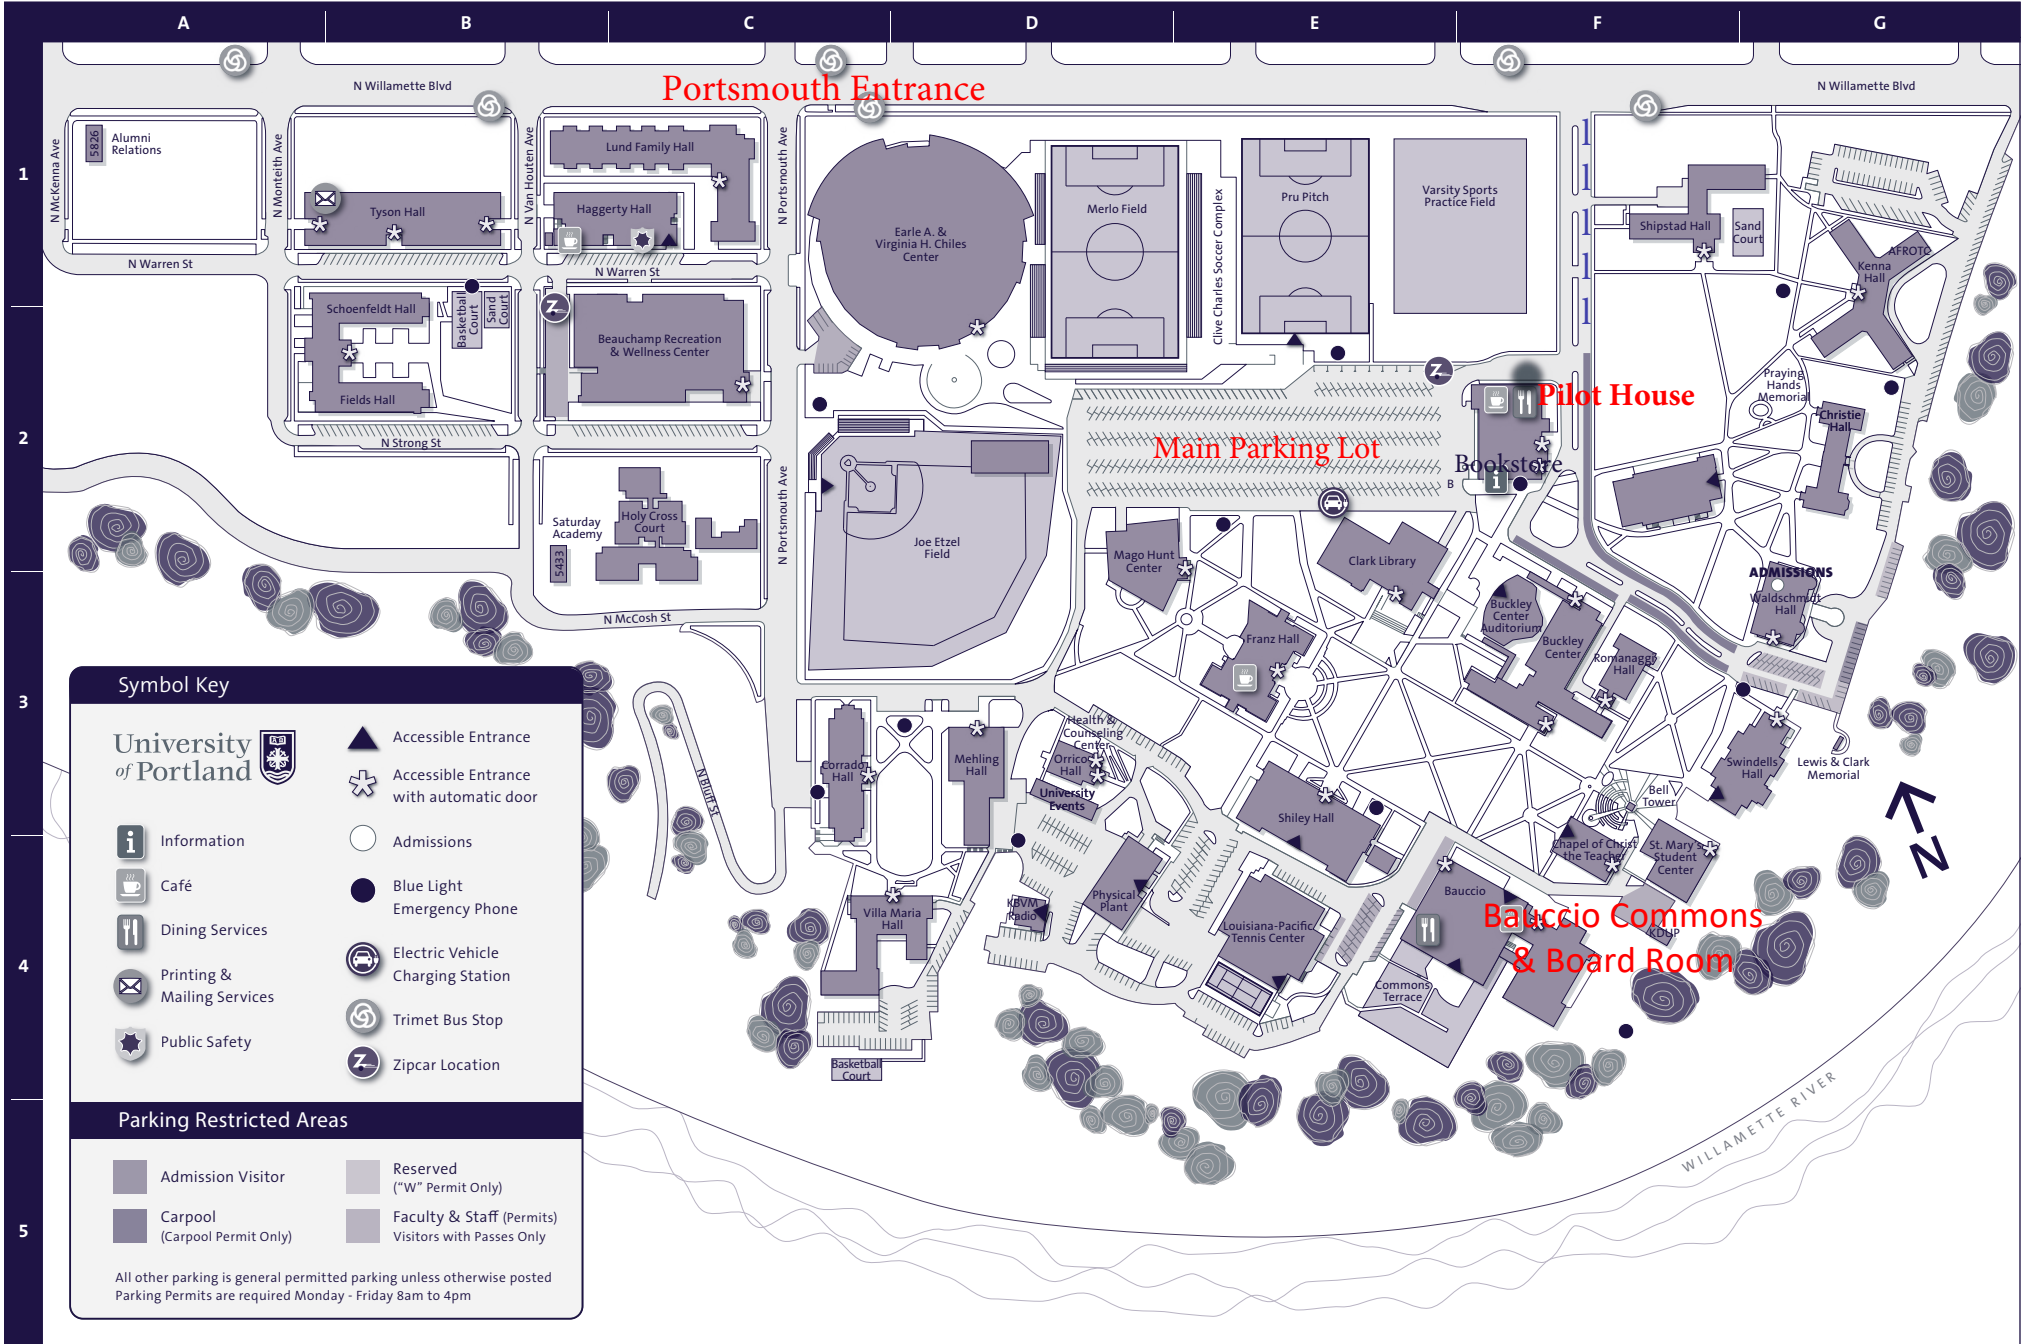 A
B
C
D
E
F
G
1
2
3
4
5
N Willamette Blvd
N Willamette Blvd
Portsmouth Entrance
N McKenna Ave
5826
Alumni
Relations
N Monteith Ave
Tyson Hall
N Van Houten Ave
Lund Family Hall
Haggerty Hall
N Portsmouth Ave
N Warren St
N Warren St
Earle A. &
Virginia H. Chiles
Center
Merlo Field
Clive Charles Soccer Complex
Pru Pitch
Varsity Sports
Practice Field
1
1
1
1
1
Shipstad Hall
Sand
Court
AFROTC
Kenna
Hall
Schoenfeldt Hall
Fields Hall
Basketball
Court
Sand
Court
Z
Beauchamp Recreation
& Wellness Center
N Strong St
Z
Pilot House
Main Parking Lot
Bookstore
B
i
Praying
Hands
Memorial
Christie
Hall
Saturday
Academy
5433
Holy Cross
Court
N Portsmouth Ave
Joe Etzel
Field
N McCosh St
Mago Hunt
Center
Clark Library
Franz Hall
Buckley
Center
Auditorium
Buckley
Center
Romanaggi
Hall
ADMISSIONS
Waldschmidt
Hall
Swindells
Hall
Lewis & Clark
Memorial
N
Bell
Tower
Chapel of Christ
the Teacher
St. Mary's
Student
Center
KDUP
Bauccio
Bauccio Commons
& Board Room
Commons
Terrace
Shiley Hall
Louisiana-Pacific
Tennis Center
Health &
Counseling
Center
Orrico
Hall
University
Events
Physical
Plant
KBVM
Radio
Corrado
Hall
Mehling
Hall
Villa Maria
Hall
Basketball
Court
N Bluff St
WILLAMETTE RIVER
Symbol Key
University
of Portland
Accessible Entrance
Accessible Entrance
with automatic door
i
Information
Admissions
Café
Blue Light
Emergency Phone
Dining Services
Electric Vehicle
Charging Station
Printing &
Mailing Services
Trimet Bus Stop
Public Safety
Z
Zipcar Location
Parking Restricted Areas
Admission Visitor
Reserved
("W" Permit Only)
Carpool
(Carpool Permit Only)
Faculty & Staff (Permits)
Visitors with Passes Only
All other parking is general permitted parking unless otherwise posted
Parking Permits are required Monday - Friday 8am to 4pm